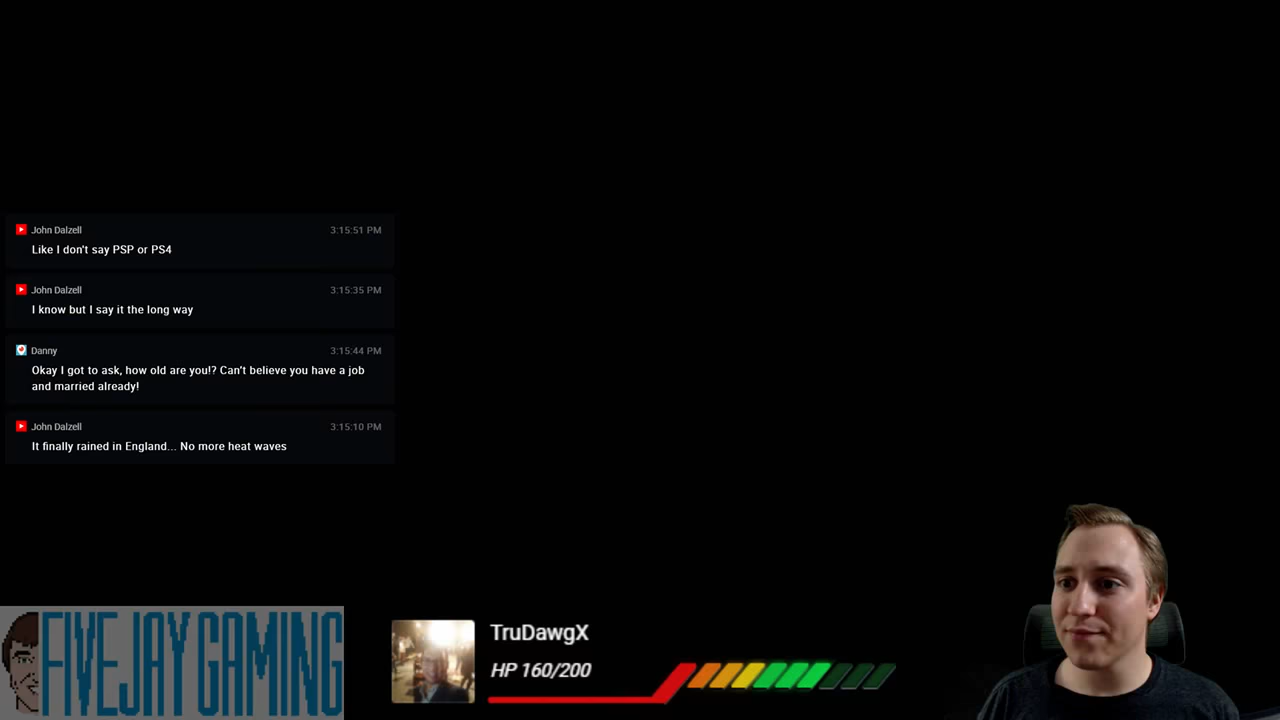 John Dalzell 3:15:51 PM
Like I don't say PSP or PS4
John Dalzell 3:15:35 PM
I know but I say it the long way
Danny 3:15:44 PM
Okay I got to ask, how old are you!? Can't believe you have a job
and married already!
John Dalzell 3:15:10 PM
It finally rained in England... No more heat waves
FIVEJAYGAMING
TruDawgX
HP 160/200